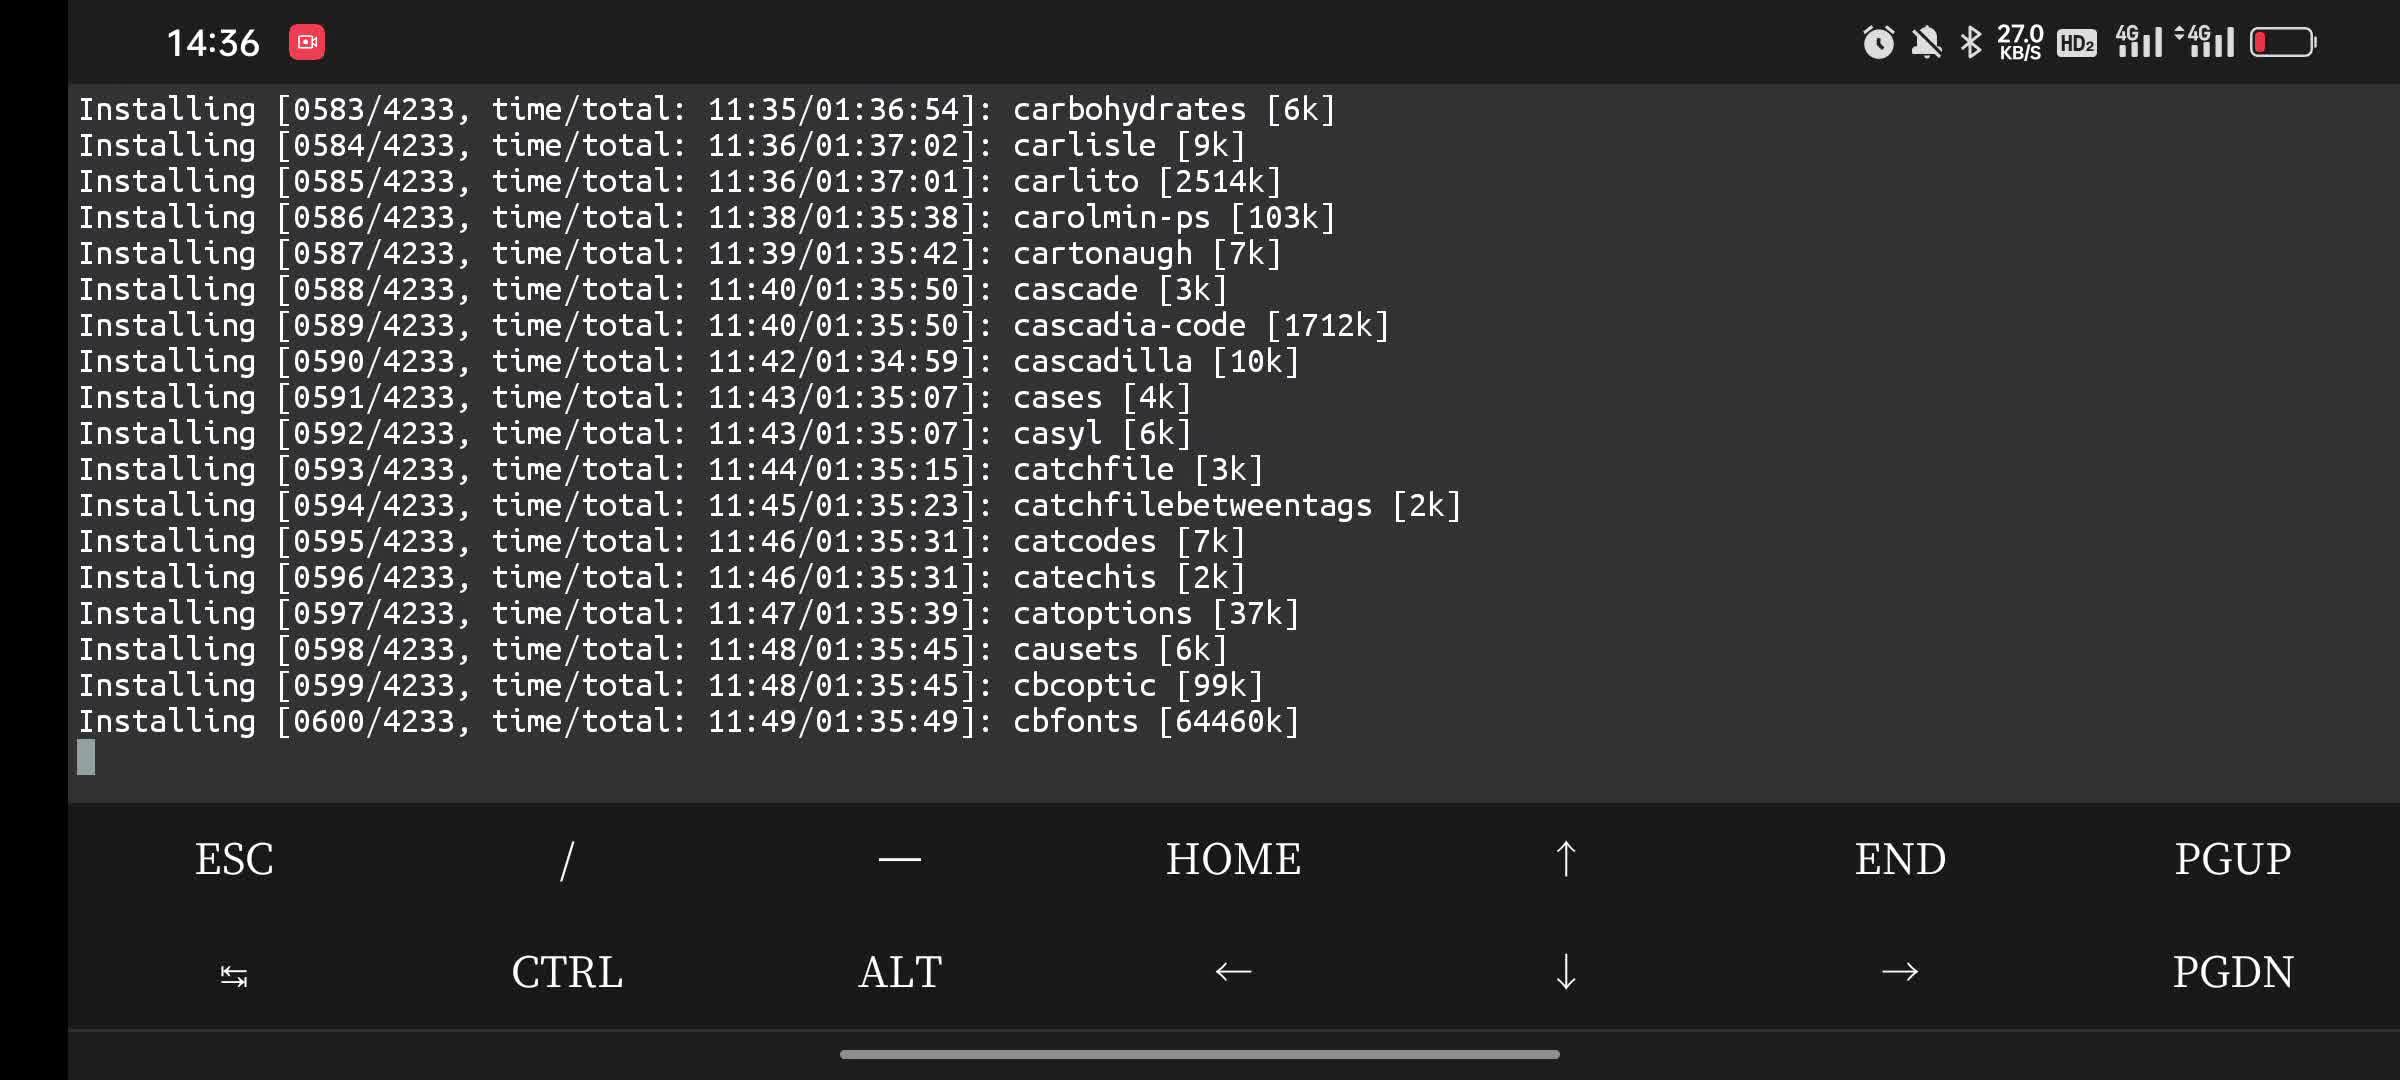 14:36 27.0 KB/S HD2 4G 4G
Installing [0583/4233, time/total: 11:35/01:36:54]: carbohydrates [6k]
Installing [0584/4233, time/total: 11:36/01:37:02]: carlisle [9k]
Installing [0585/4233, time/total: 11:36/01:37:01]: carlito [2514k]
Installing [0586/4233, time/total: 11:38/01:35:38]: carolmin-ps [103k]
Installing [0587/4233, time/total: 11:39/01:35:42]: cartonaugh [7k]
Installing [0588/4233, time/total: 11:40/01:35:50]: cascade [3k]
Installing [0589/4233, time/total: 11:40/01:35:50]: cascadia-code [1712k]
Installing [0590/4233, time/total: 11:42/01:34:59]: cascadilla [10k]
Installing [0591/4233, time/total: 11:43/01:35:07]: cases [4k]
Installing [0592/4233, time/total: 11:43/01:35:07]: casyl [6k]
Installing [0593/4233, time/total: 11:44/01:35:15]: catchfile [3k]
Installing [0594/4233, time/total: 11:45/01:35:23]: catchfilebetweentags [2k]
Installing [0595/4233, time/total: 11:46/01:35:31]: catcodes [7k]
Installing [0596/4233, time/total: 11:46/01:35:31]: catechis [2k]
Installing [0597/4233, time/total: 11:47/01:35:39]: catoptions [37k]
Installing [0598/4233, time/total: 11:48/01:35:45]: causets [6k]
Installing [0599/4233, time/total: 11:48/01:35:45]: cbcoptic [99k]
Installing [0600/4233, time/total: 11:49/01:35:49]: cbfonts [64460k]
ESC / — HOME ↑ END PGUP
↹ CTRL ALT ← ↓ → PGDN